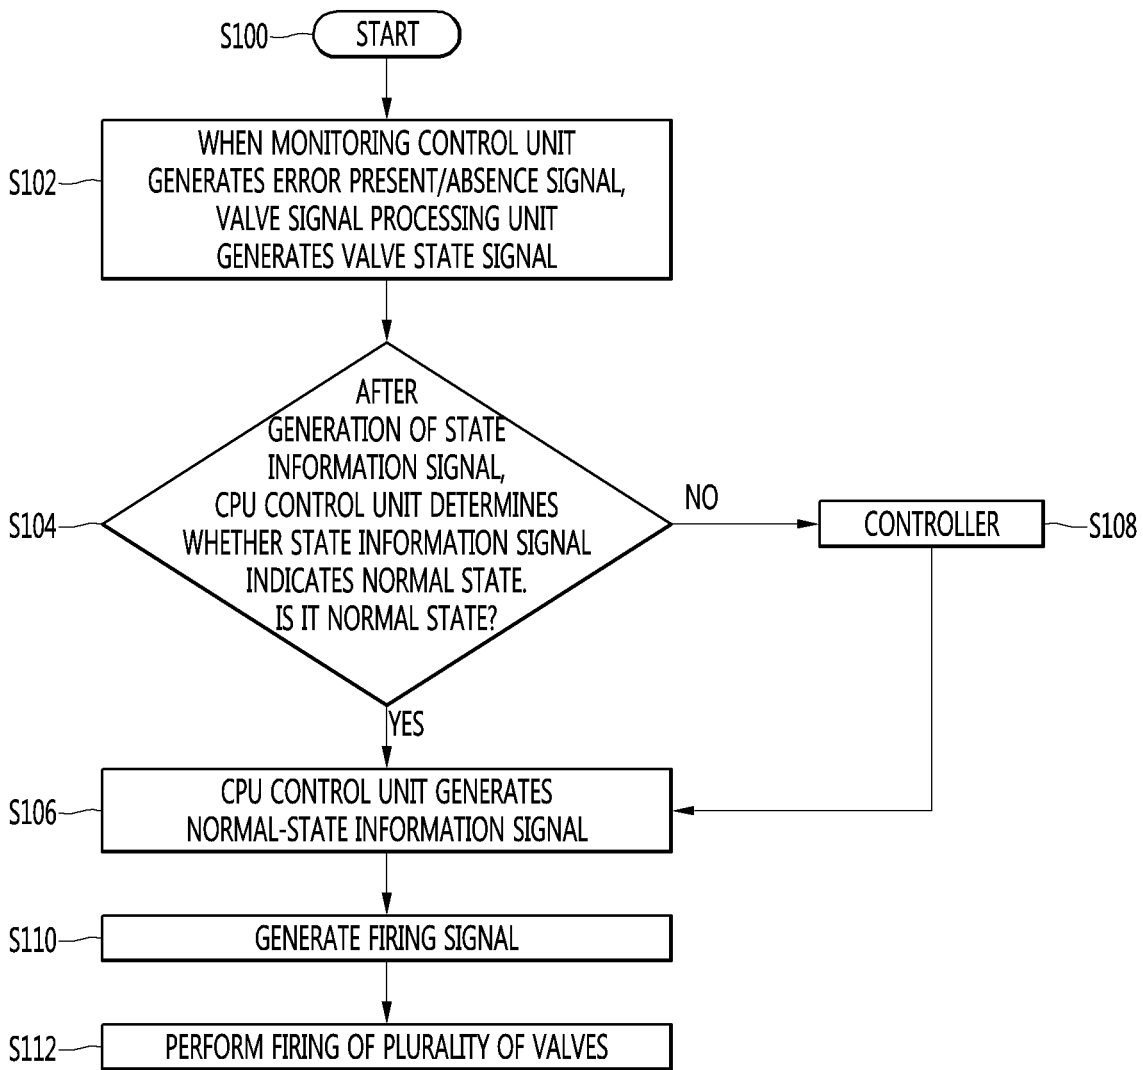 S100
START
S102
WHEN MONITORING CONTROL UNIT
GENERATES ERROR PRESENT/ABSENCE SIGNAL,
VALVE SIGNAL PROCESSING UNIT
GENERATES VALVE STATE SIGNAL
S104
AFTER
GENERATION OF STATE
INFORMATION SIGNAL,
CPU CONTROL UNIT DETERMINES
WHETHER STATE INFORMATION SIGNAL
INDICATES NORMAL STATE.
IS IT NORMAL STATE?
NO
CONTROLLER
S108
YES
S106
CPU CONTROL UNIT GENERATES
NORMAL-STATE INFORMATION SIGNAL
S110
GENERATE FIRING SIGNAL
S112
PERFORM FIRING OF PLURALITY OF VALVES